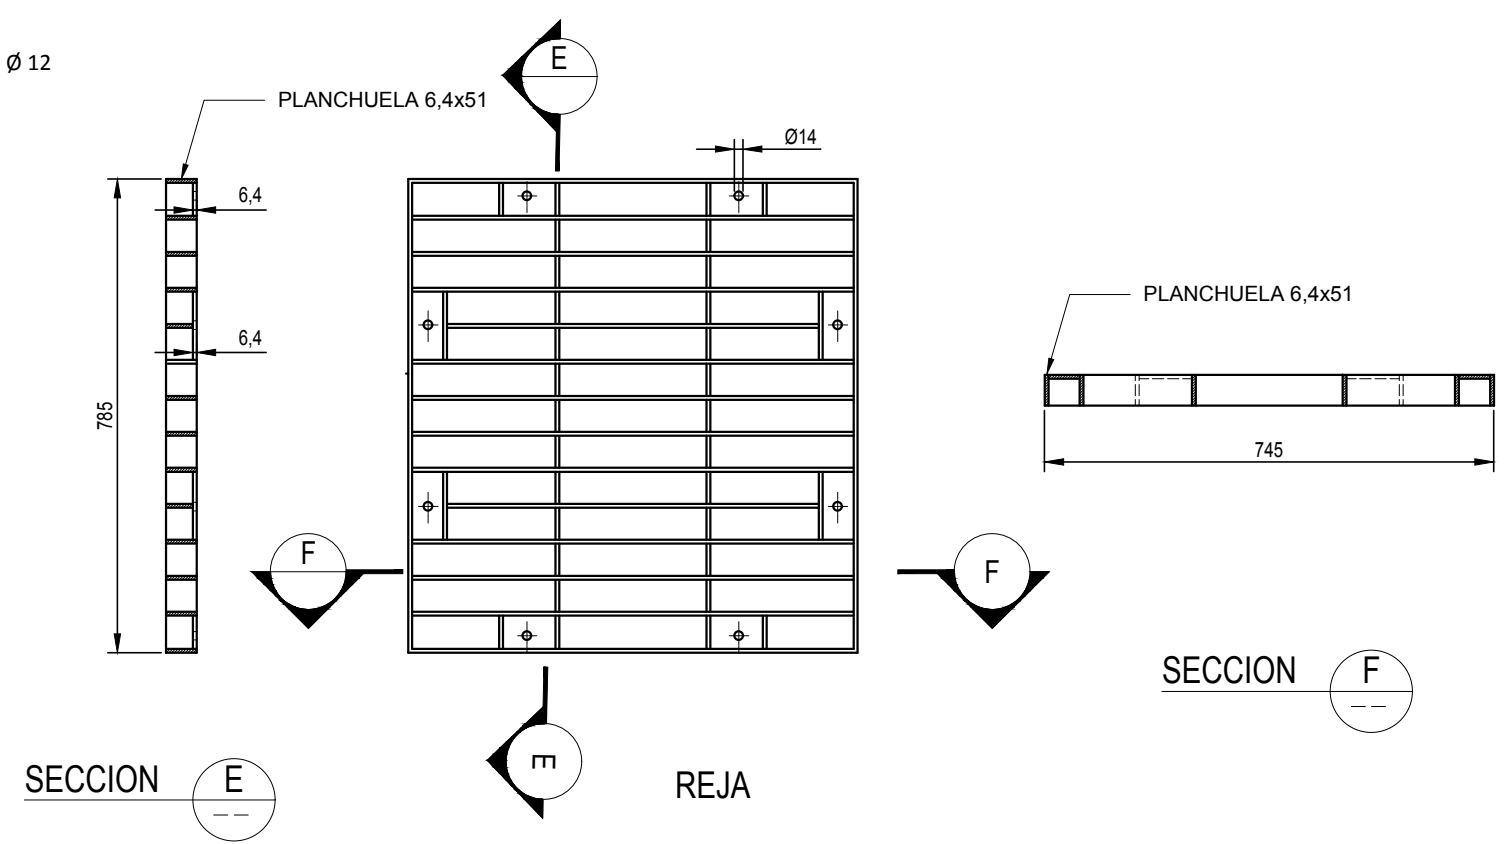 Ø 12
E
PLANCHUELA 6,4x51
Ø14
6,4
PLANCHUELA 6,4x51
6,4
785
745
F
F
SECCION F
— —
E
SECCION E
— —
REJA